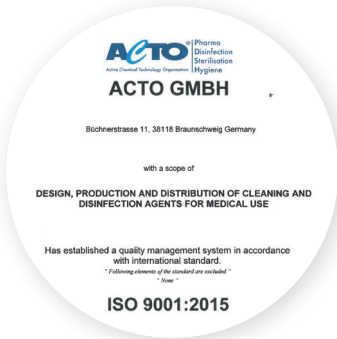 ACTO®
Pharma
Disinfection
Sterilisation
Hygiene
Active Chemical Technology Organisation
ACTO GMBH
Büchnerstrasse 11, 38118 Braunschweig Germany
with a scope of
DESIGN, PRODUCTION AND DISTRIBUTION OF CLEANING AND
DISINFECTION AGENTS FOR MEDICAL USE
Has established a quality management system in accordance
with international standard.
" Following elements of the standard are excluded "
" None "
ISO 9001:2015